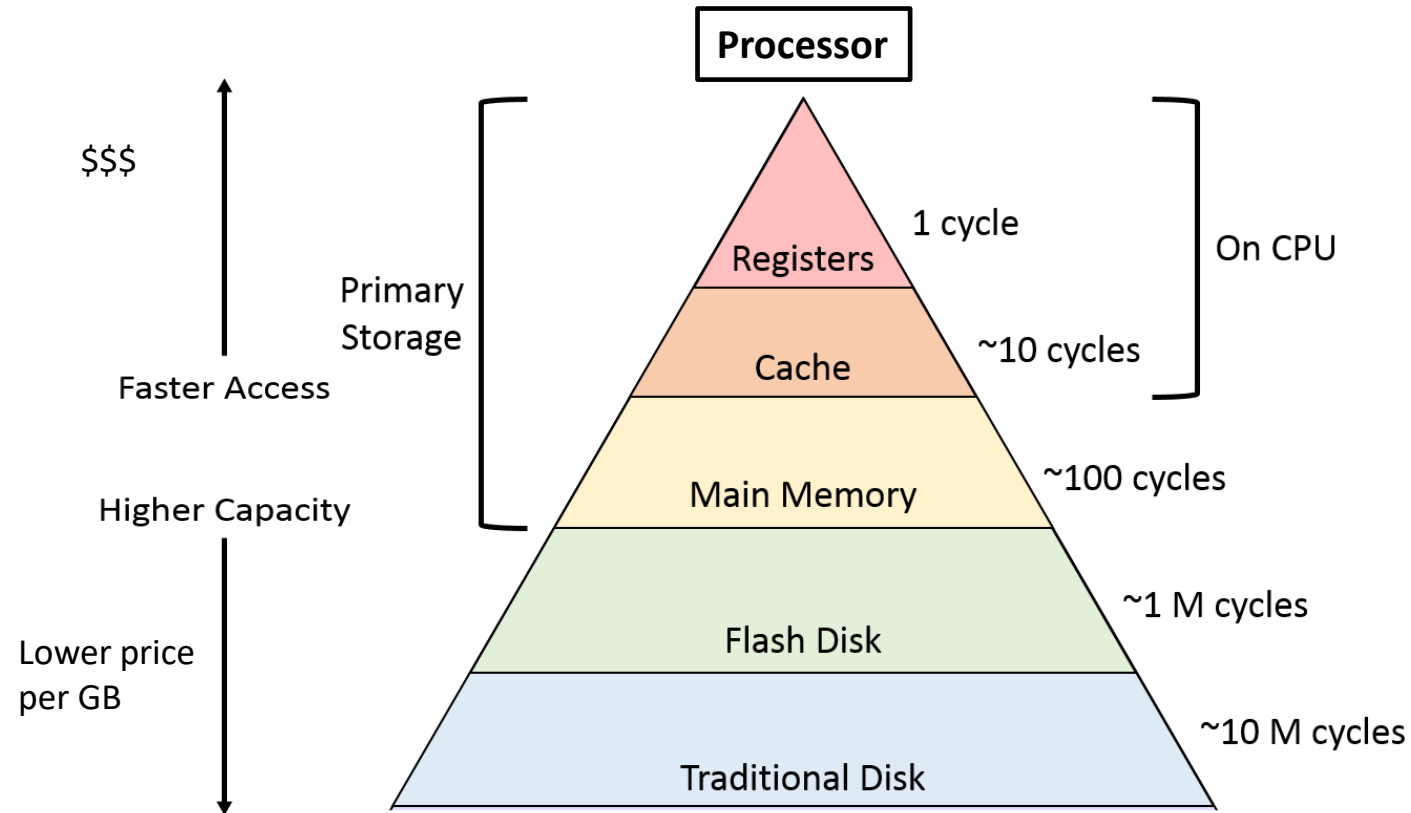 Processor
$$$
Primary
Storage
Faster Access
Higher Capacity
Lower price
per GB
Registers
1 cycle
On CPU
Cache
~10 cycles
Main Memory
~100 cycles
Flash Disk
~1 M cycles
Traditional Disk
~10 M cycles